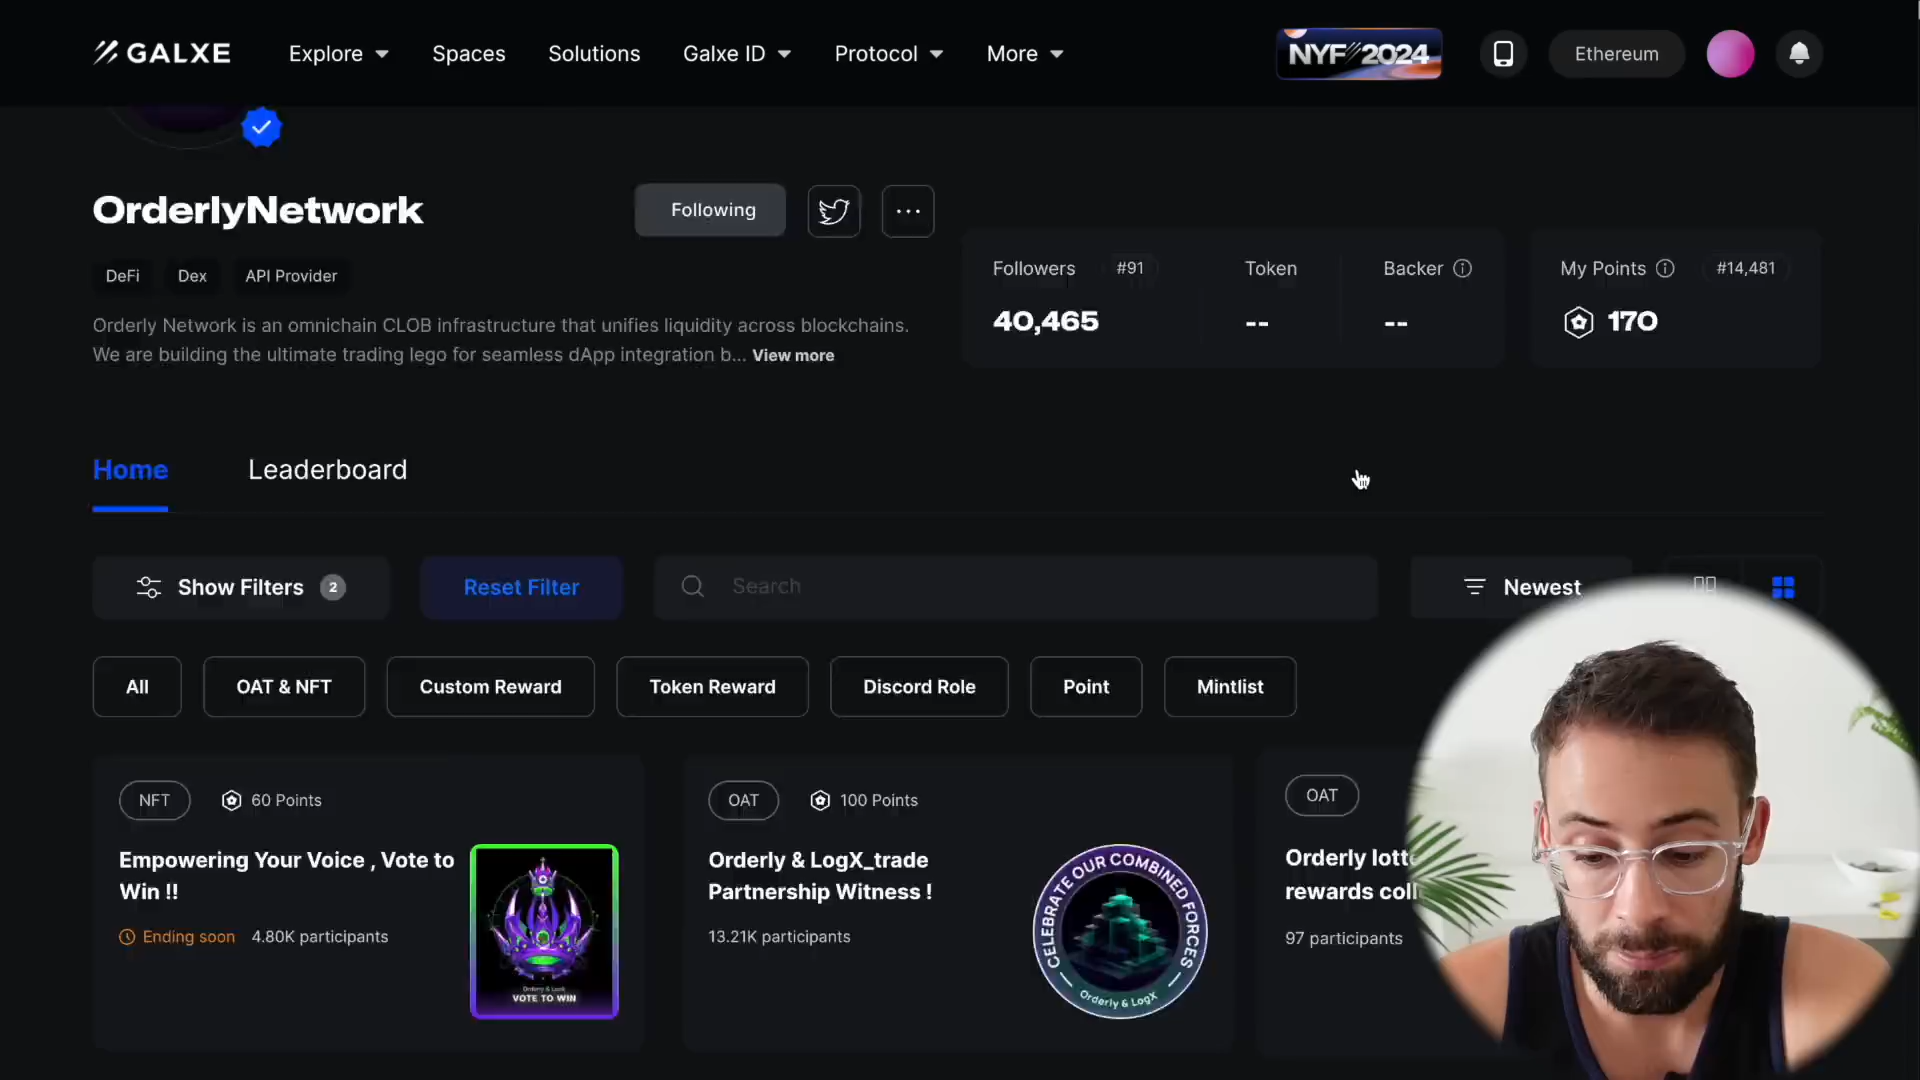 GALXE
Explore
Spaces
Solutions
Galxe ID
Protocol
More
NYF 2024
Ethereum
OrderlyNetwork
Following
DeFi
Dex
API Provider
Orderly Network is an omnichain CLOB infrastructure that unifies liquidity across blockchains.
We are building the ultimate trading lego for seamless dApp integration b... View more
Followers #91
40,465
Token
--
Backer
--
My Points #14,481
170
Home
Leaderboard
Show Filters 2
Reset Filter
Search
Newest
All
OAT & NFT
Custom Reward
Token Reward
Discord Role
Point
Mintlist
NFT
60 Points
Empowering Your Voice , Vote to
Win !!
Ending soon
4.80K participants
Orderly & LogX
VOTE TO WIN
OAT
100 Points
Orderly & LogX_trade
Partnership Witness !
13.21K participants
CELEBRATE OUR COMBINED FORCES
Orderly & LogX
OAT
Orderly
rewards
97 participants